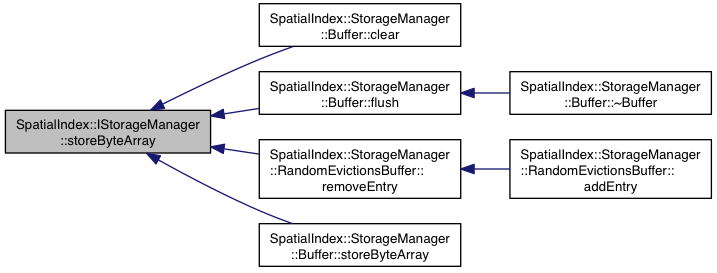 SpatialIndex::IStorageManager
::storeByteArray
SpatialIndex::StorageManager
::Buffer::clear
SpatialIndex::StorageManager
::Buffer::flush
SpatialIndex::StorageManager
::Buffer::~Buffer
SpatialIndex::StorageManager
::RandomEvictionsBuffer::
removeEntry
SpatialIndex::StorageManager
::RandomEvictionsBuffer::
addEntry
SpatialIndex::StorageManager
::Buffer::storeByteArray